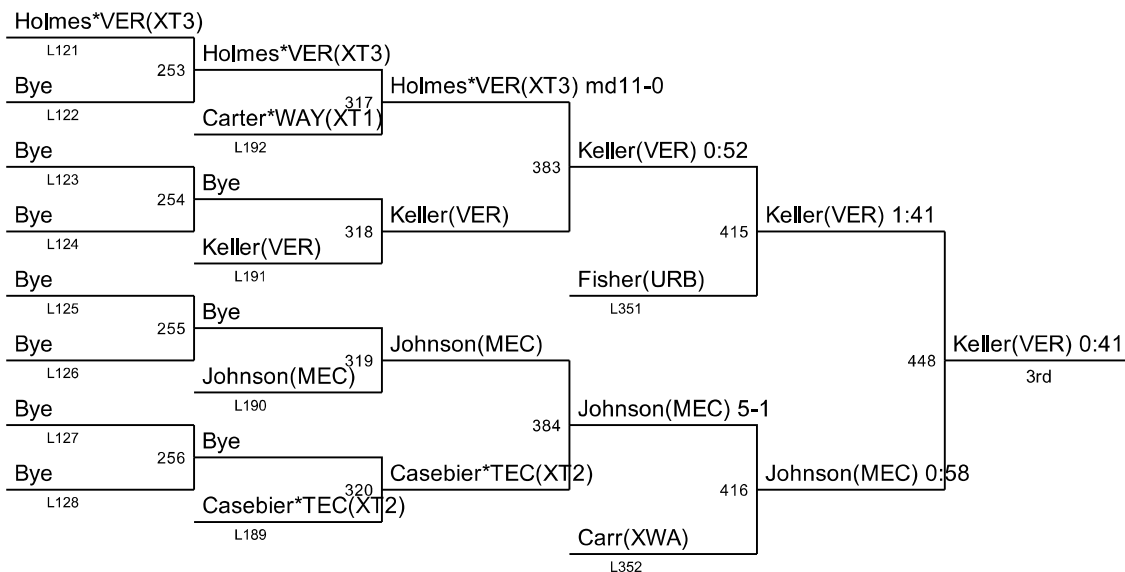 Holmes*VER(XT3)
L121
253
Bye
L122
Bye
L123
254
Bye
L124
Bye
L125
255
Bye
L126
Bye
L127
256
Bye
L128
Holmes*VER(XT3)
317
Carter*WAY(XT1)
L192
Bye
318
Keller(VER)
L191
Bye
319
Johnson(MEC)
L190
Bye
320
Casebier*TEC(XT2)
L189
Holmes*VER(XT3) md11-0
383
Keller(VER)
Johnson(MEC)
384
Casebier*TEC(XT2)
Keller(VER) 0:52
415
Fisher(URB)
L351
Johnson(MEC) 5-1
416
Carr(XWA)
L352
Keller(VER) 1:41
448
Johnson(MEC) 0:58
Keller(VER) 0:41
3rd